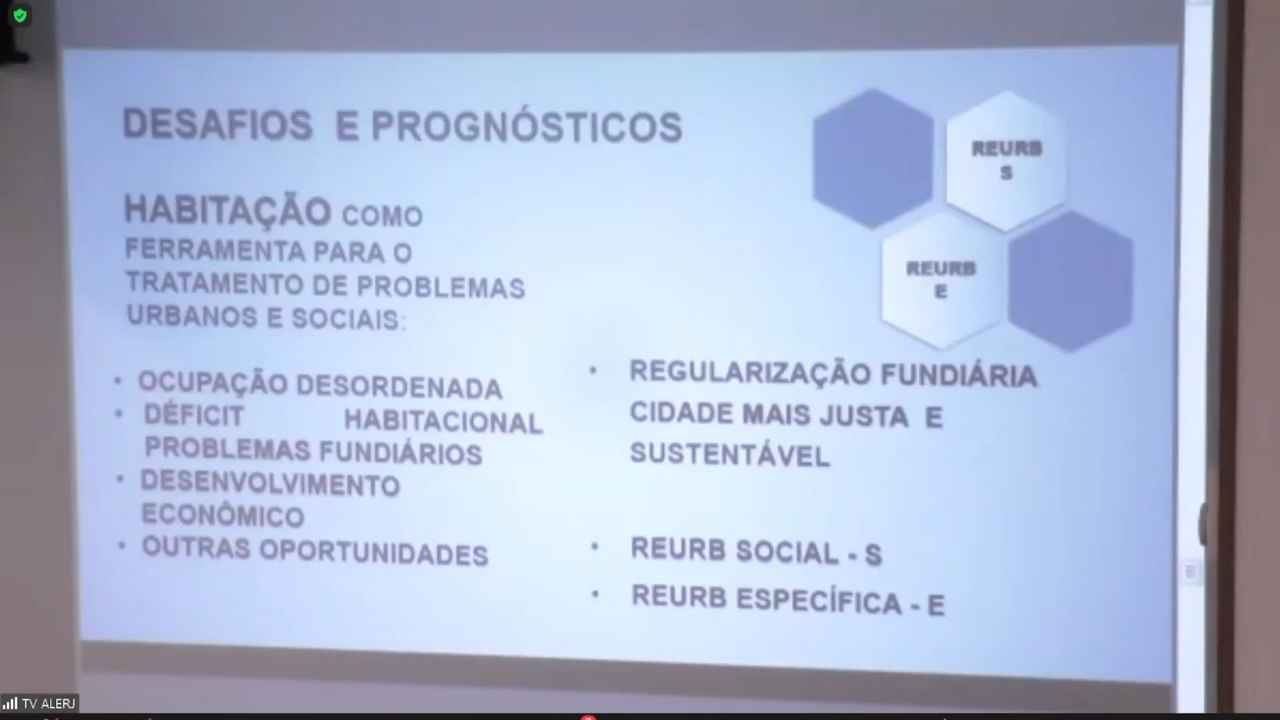 DESAFIOS E PROGNÓSTICOS
REURB
S
REURB
E
HABITAÇÃO COMO
FERRAMENTA PARA O
TRATAMENTO DE PROBLEMAS
URBANOS E SOCIAIS:
• OCUPAÇÃO DESORDENADA
• DÉFICIT HABITACIONAL
PROBLEMAS FUNDIÁRIOS
• DESENVOLVIMENTO
ECONÔMICO
• OUTRAS OPORTUNIDADES
• REGULARIZAÇÃO FUNDIÁRIA
CIDADE MAIS JUSTA E
SUSTENTÁVEL
• REURB SOCIAL - S
• REURB ESPECÍFICA - E
TV ALERJ